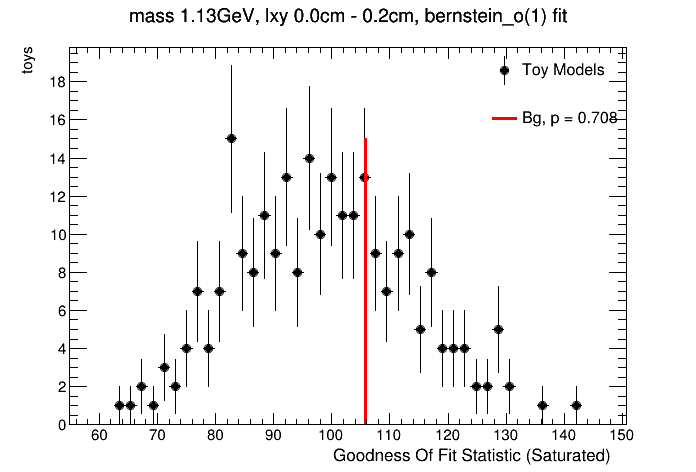 mass 1.13GeV, lxy 0.0cm - 0.2cm, bernstein_o(1) fit
toys
18
16
14
12
10
8
6
4
2
0
Toy Models
Bg, p = 0.708
60 70 80 90 100 110 120 130 140 150
Goodness Of Fit Statistic (Saturated)